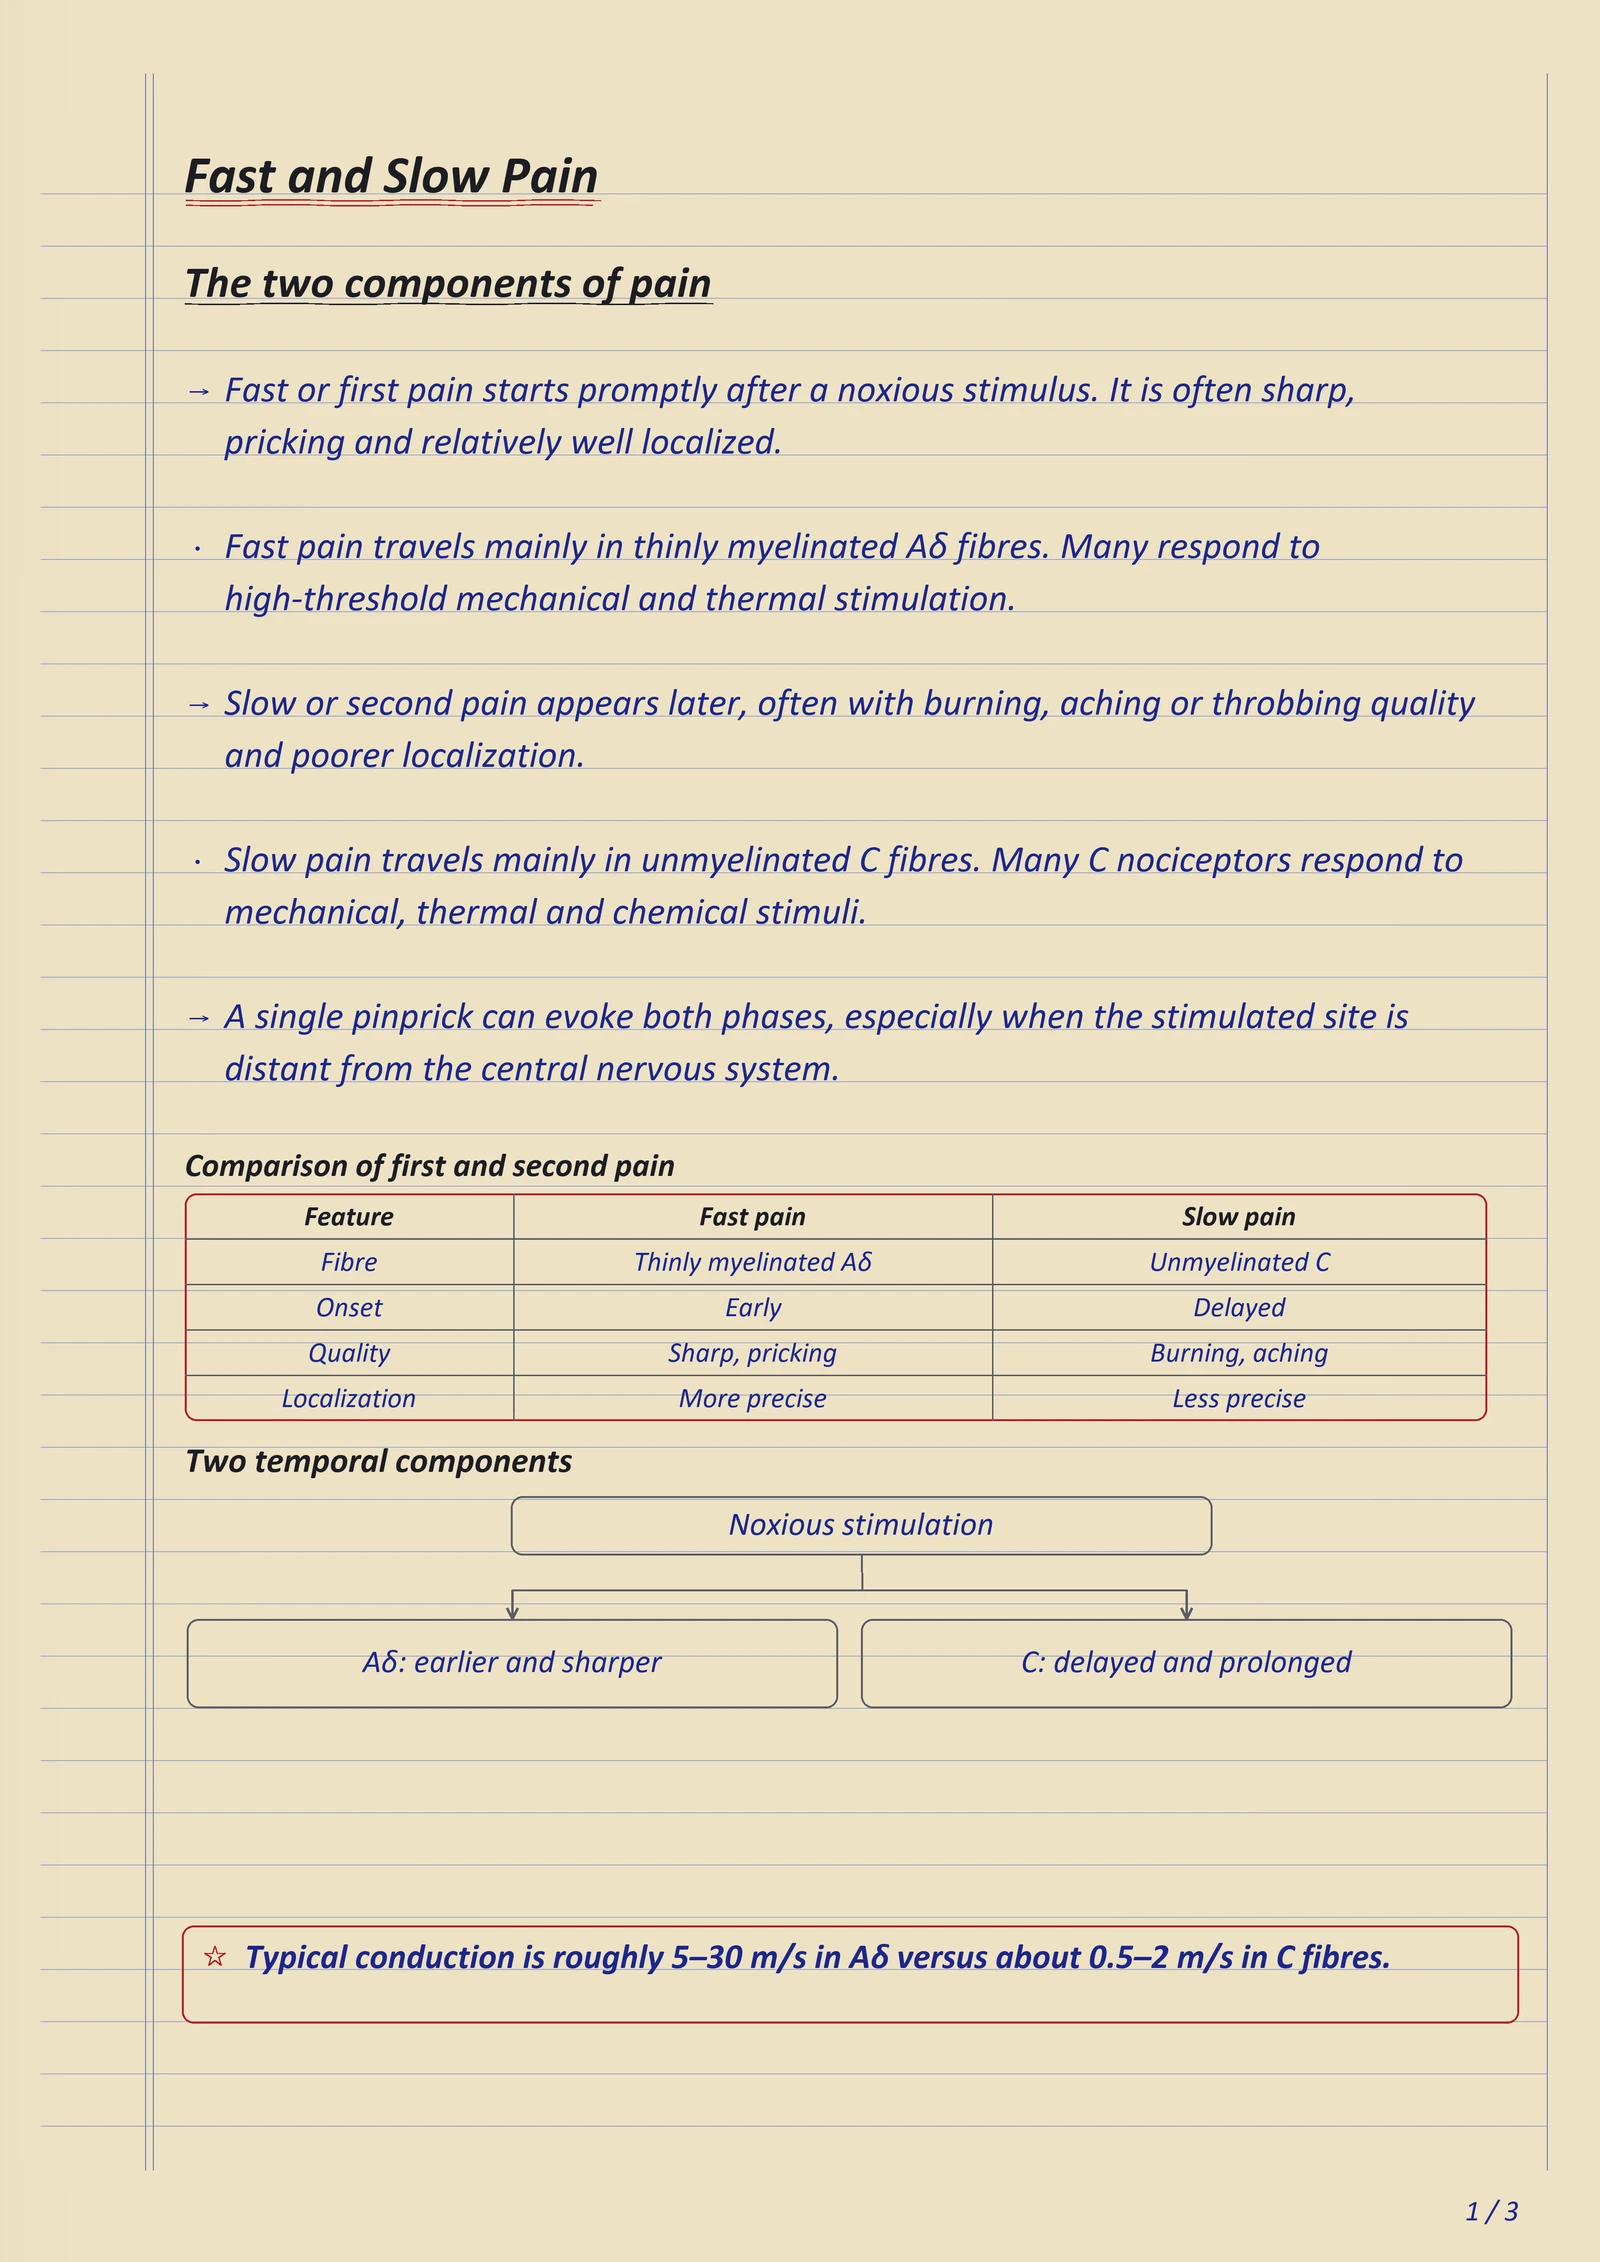 Fast and Slow Pain
The two components of pain
→ Fast or first pain starts promptly after a noxious stimulus. It is often sharp,
pricking and relatively well localized.
· Fast pain travels mainly in thinly myelinated Aδ fibres. Many respond to
high-threshold mechanical and thermal stimulation.
→ Slow or second pain appears later, often with burning, aching or throbbing quality
and poorer localization.
· Slow pain travels mainly in unmyelinated C fibres. Many C nociceptors respond to
mechanical, thermal and chemical stimuli.
→ A single pinprick can evoke both phases, especially when the stimulated site is
distant from the central nervous system.
Comparison of first and second pain
Feature Fast pain Slow pain
Fibre Thinly myelinated Aδ Unmyelinated C
Onset Early Delayed
Quality Sharp, pricking Burning, aching
Localization More precise Less precise
Two temporal components
Noxious stimulation
Aδ: earlier and sharper C: delayed and prolonged
☆ Typical conduction is roughly 5–30 m/s in Aδ versus about 0.5–2 m/s in C fibres.
1 / 3